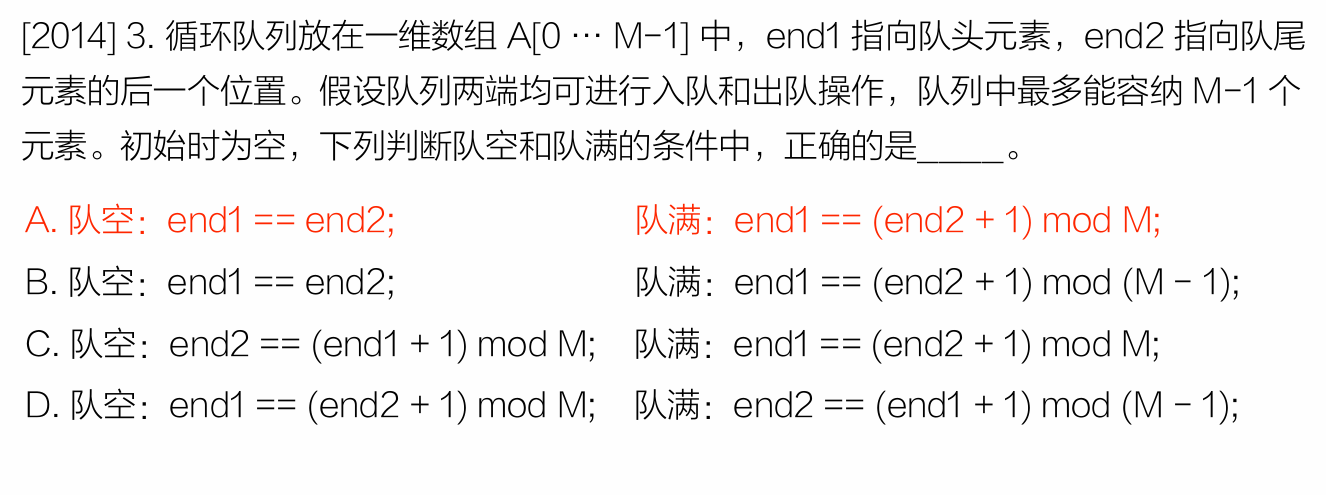 [2014] 3. 循环队列放在一维数组 A[0 … M-1] 中，end1 指向队头元素，end2 指向队尾
元素的后一个位置。假设队列两端均可进行入队和出队操作，队列中最多能容纳 M-1 个
元素。初始时为空，下列判断队空和队满的条件中，正确的是_____。
A. 队空：end1 == end2; 队满：end1 == (end2 + 1) mod M;
B. 队空：end1 == end2; 队满：end1 == (end2 + 1) mod (M - 1);
C. 队空：end2 == (end1 + 1) mod M; 队满：end1 == (end2 + 1) mod M;
D. 队空：end1 == (end2 + 1) mod M; 队满：end2 == (end1 + 1) mod (M - 1);